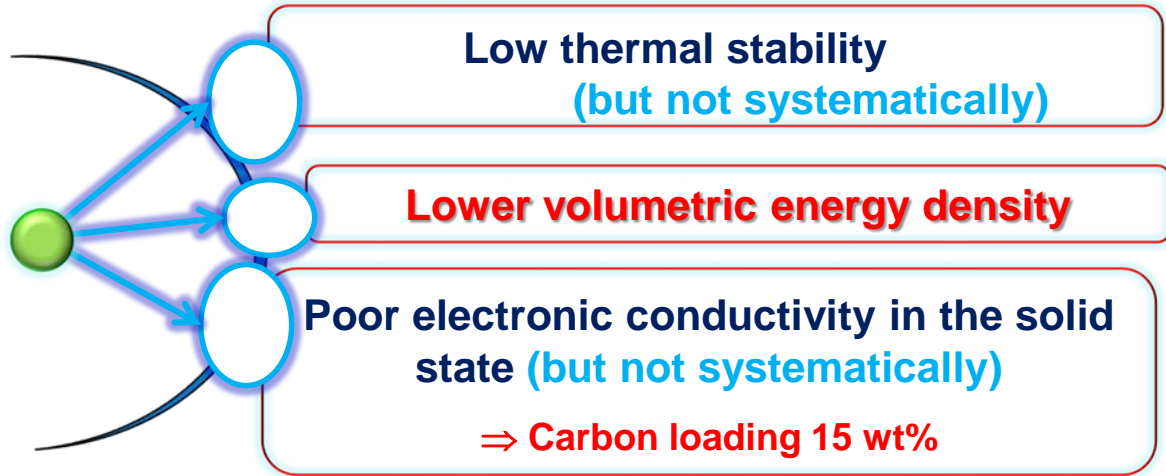 Low thermal stability
(but not systematically)
Lower volumetric energy density
Poor electronic conductivity in the solid
state (but not systematically)
⇒ Carbon loading 15 wt%